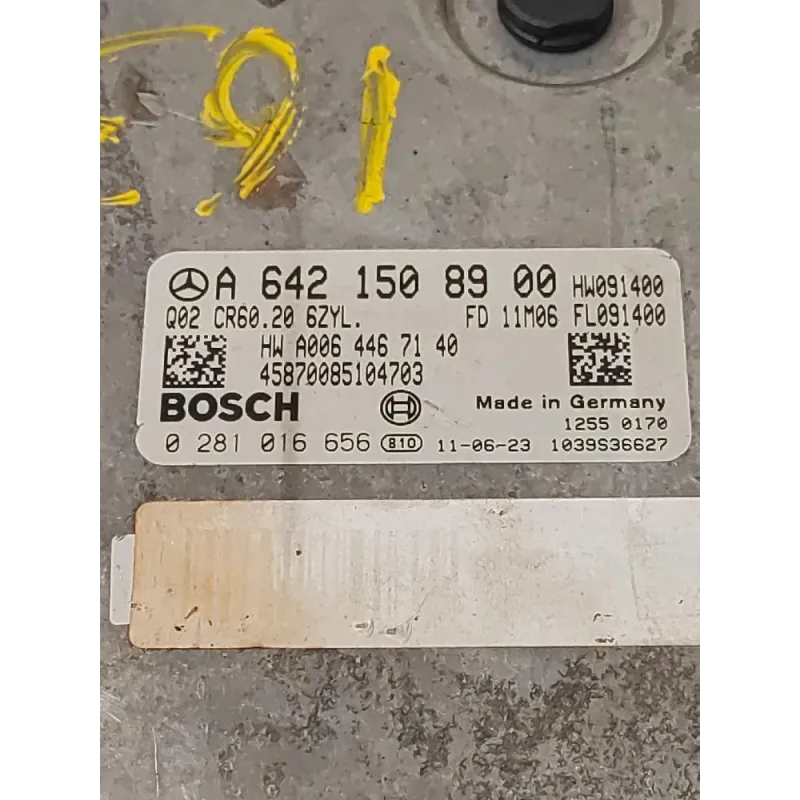 91
A 642 150 89 00 HW091400
Q02 CR60.20 6ZYL. FD 11M06 FL091400
HW A006 446 71 40
45870085104703
BOSCH Made in Germany
1255 0170
0 281 016 656 810 11-06-23 1039S36627